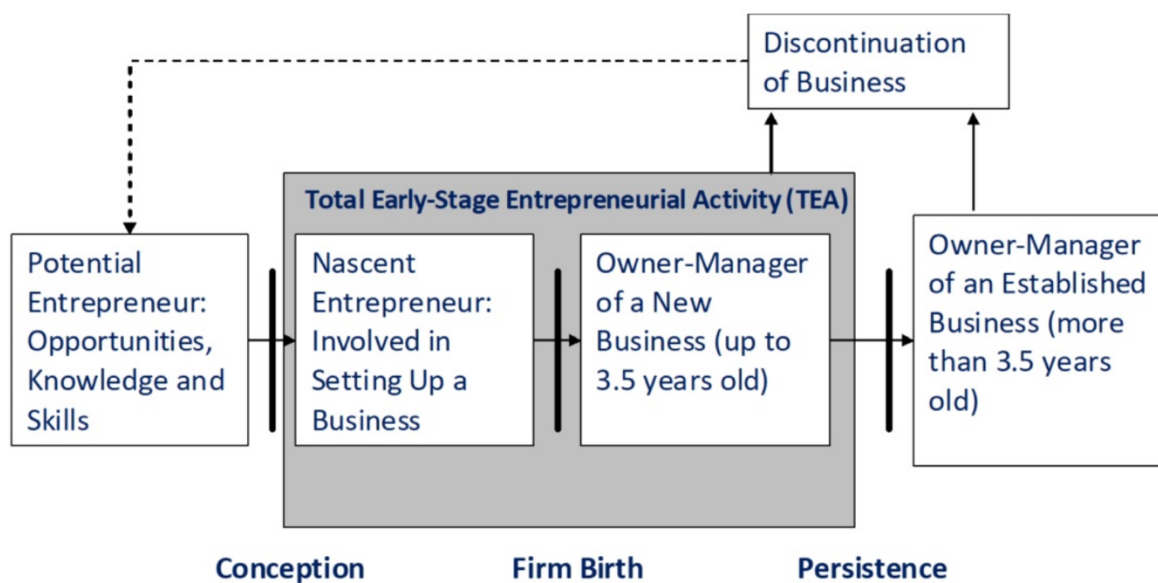 Discontinuation
of Business
Total Early-Stage Entrepreneurial Activity (TEA)
Potential
Entrepreneur:
Opportunities,
Knowledge and
Skills
Nascent
Entrepreneur:
Involved in
Setting Up a
Business
Owner-Manager
of a New
Business (up to
3.5 years old)
Owner-Manager
of an Established
Business (more
than 3.5 years
old)
Conception
Firm Birth
Persistence